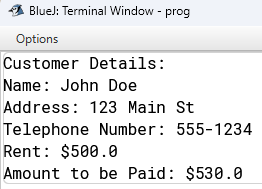 BlueJ: Terminal Window - prog
Options
Customer Details:
Name: John Doe
Address: 123 Main St
Telephone Number: 555-1234
Rent: $500.0
Amount to be Paid: $530.0